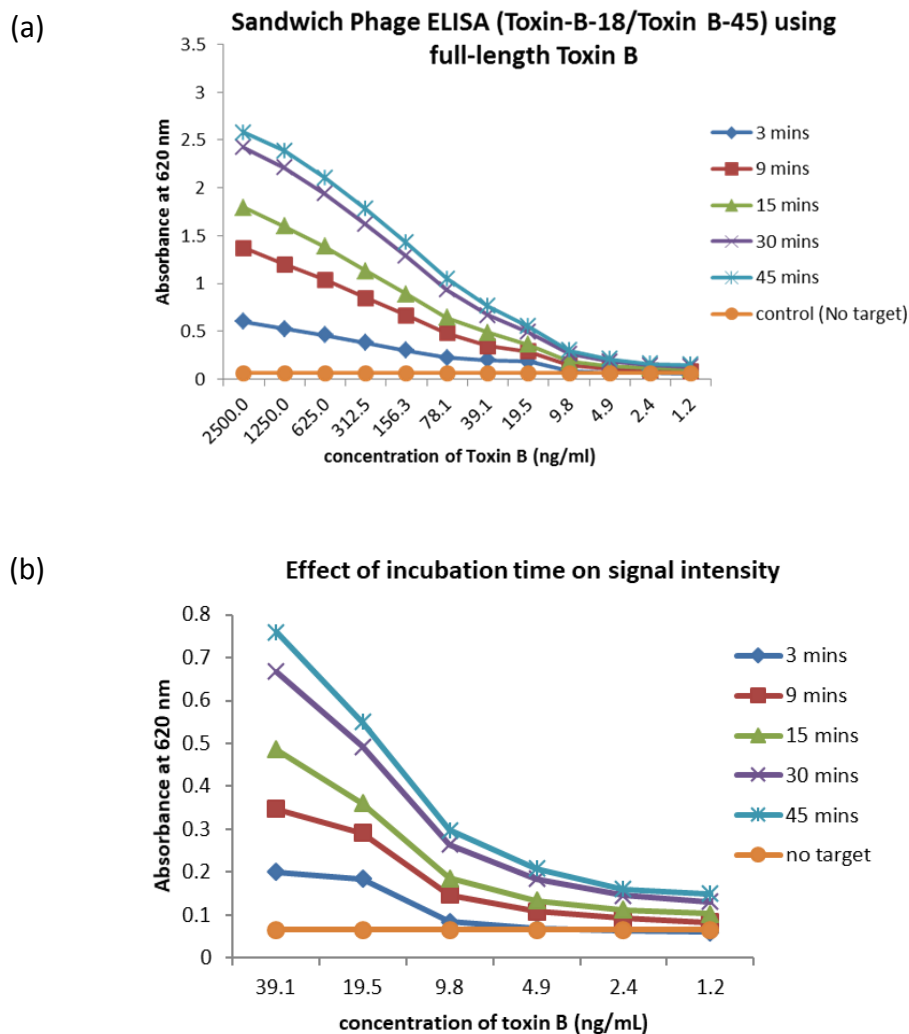 (a)
Sandwich Phage ELISA (Toxin-B-18/Toxin B-45) using
full-length Toxin B
Absorbance at 620 nm
3.5
3
2.5
2
1.5
1
0.5
0
2500.0
1250.0
625.0
312.5
156.3
78.1
39.1
19.5
9.8
4.9
2.4
1.2
concentration of Toxin B (ng/ml)
3 mins
9 mins
15 mins
30 mins
45 mins
control (No target)
(b)
Effect of incubation time on signal intensity
Absorbance at 620 nm
0.8
0.7
0.6
0.5
0.4
0.3
0.2
0.1
0
39.1
19.5
9.8
4.9
2.4
1.2
concentration of toxin B (ng/mL)
3 mins
9 mins
15 mins
30 mins
45 mins
no target